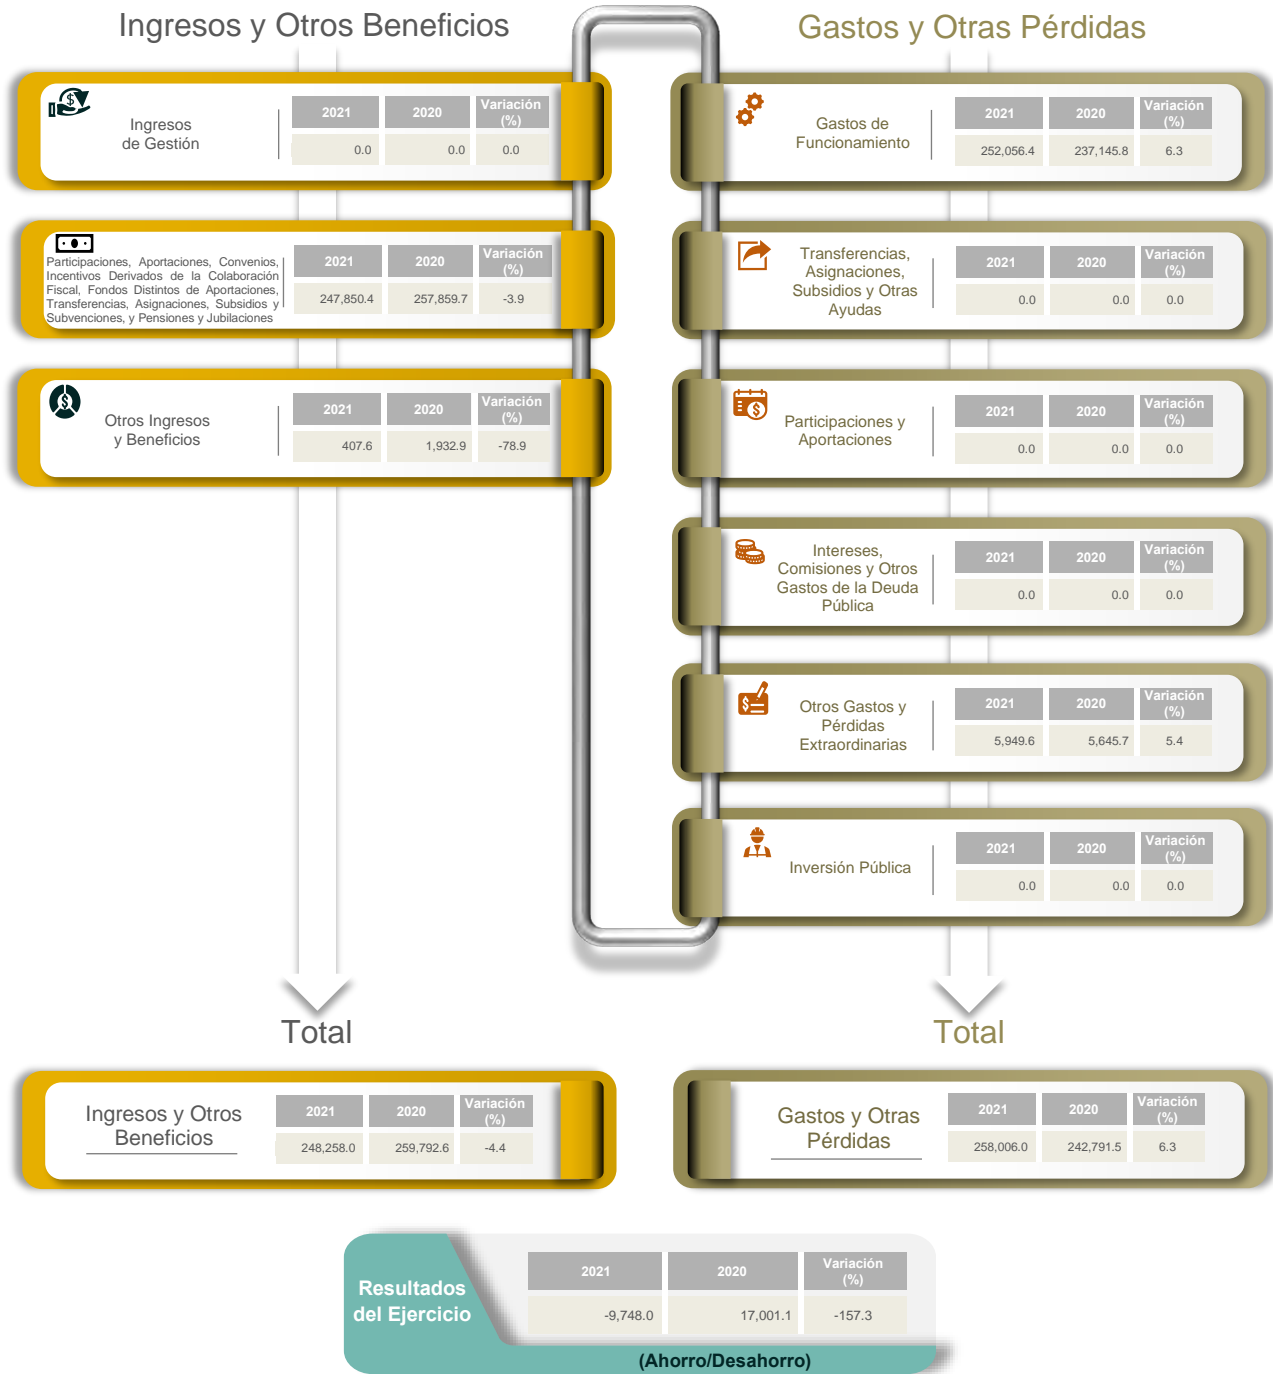 Ingresos y Otros Beneficios
Ingresos
de Gestión
2021 2020 Variación (%)
0.0 0.0 0.0
Participaciones, Aportaciones, Convenios,
Incentivos Derivados de la Colaboración
Fiscal, Fondos Distintos de Aportaciones,
Transferencias, Asignaciones, Subsidios y
Subvenciones, y Pensiones y Jubilaciones
2021 2020 Variación (%)
247,850.4 257,859.7 -3.9
Otros Ingresos
y Beneficios
2021 2020 Variación (%)
407.6 1,932.9 -78.9
Total
Ingresos y Otros
Beneficios
2021 2020 Variación (%)
248,258.0 259,792.6 -4.4
Gastos y Otras Pérdidas
Gastos de
Funcionamiento
2021 2020 Variación (%)
252,056.4 237,145.8 6.3
Transferencias,
Asignaciones,
Subsidios y Otras
Ayudas
2021 2020 Variación (%)
0.0 0.0 0.0
Participaciones y
Aportaciones
2021 2020 Variación (%)
0.0 0.0 0.0
Intereses,
Comisiones y Otros
Gastos de la Deuda
Pública
2021 2020 Variación (%)
0.0 0.0 0.0
Otros Gastos y
Pérdidas
Extraordinarias
2021 2020 Variación (%)
5,949.6 5,645.7 5.4
Inversión Pública
2021 2020 Variación (%)
0.0 0.0 0.0
Total
Gastos y Otras
Pérdidas
2021 2020 Variación (%)
258,006.0 242,791.5 6.3
Resultados
del Ejercicio
2021 2020 Variación (%)
-9,748.0 17,001.1 -157.3
(Ahorro/Desahorro)